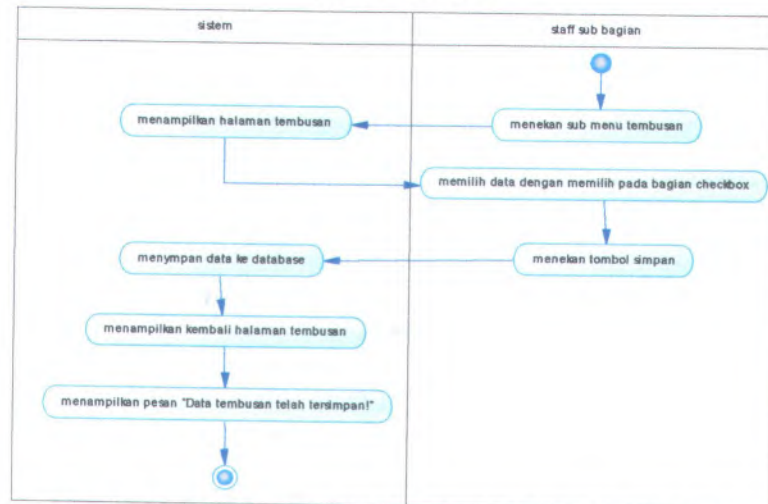 sistem
staff sub bagian
menekan sub menu tembusan
menampilkan halaman tembusan
memilih data dengan memilih pada bagian checkbox
menekan tombol simpan
menympan data ke database
menampilkan kembali halaman tembusan
menampilkan pesan "Data tembusan telah tersimpan!"